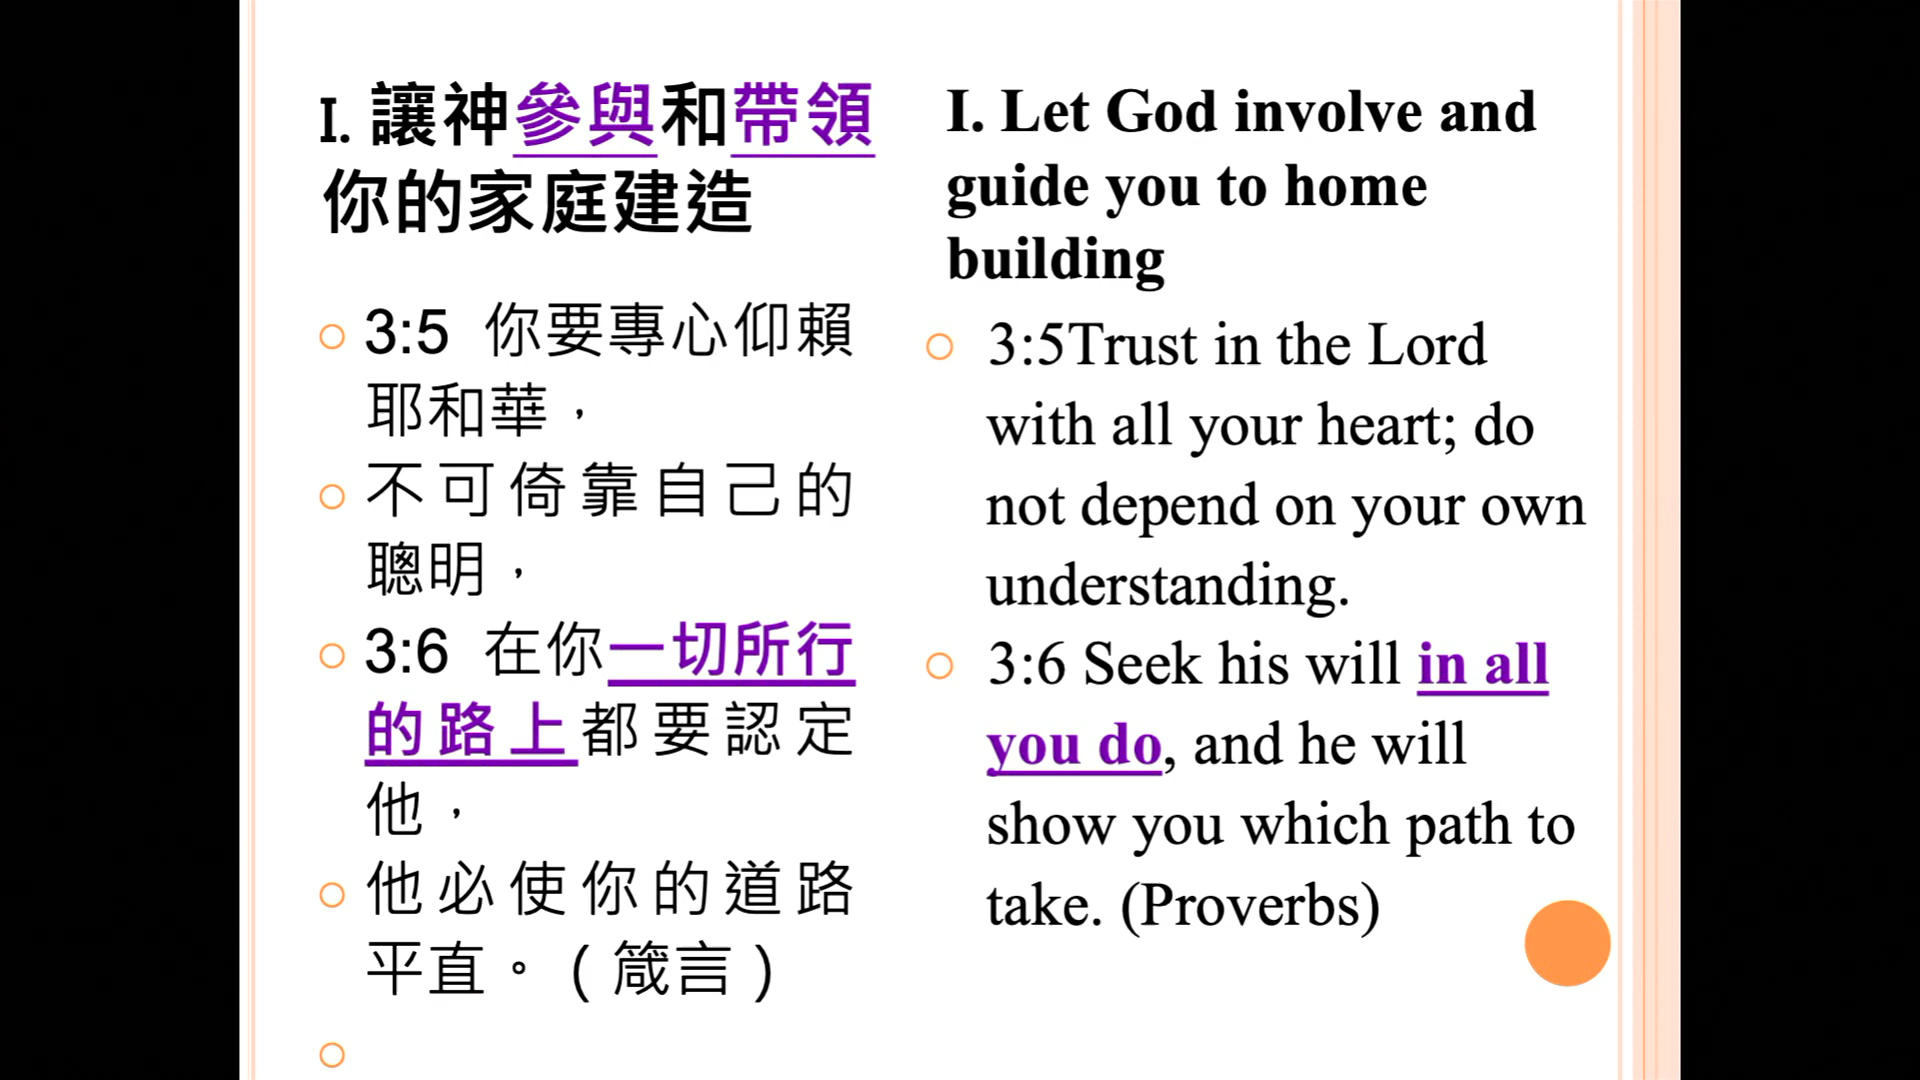 I. 讓神參與和帶領
你的家庭建造
3:5 你要專心仰賴
耶和華，
不可倚靠自己的
聰明，
3:6 在你一切所行
的路上都要認定
他，
他必使你的道路
平直。（箴言）
I. Let God involve and
guide you to home
building
3:5Trust in the Lord
with all your heart; do
not depend on your own
understanding.
3:6 Seek his will in all
you do, and he will
show you which path to
take. (Proverbs)